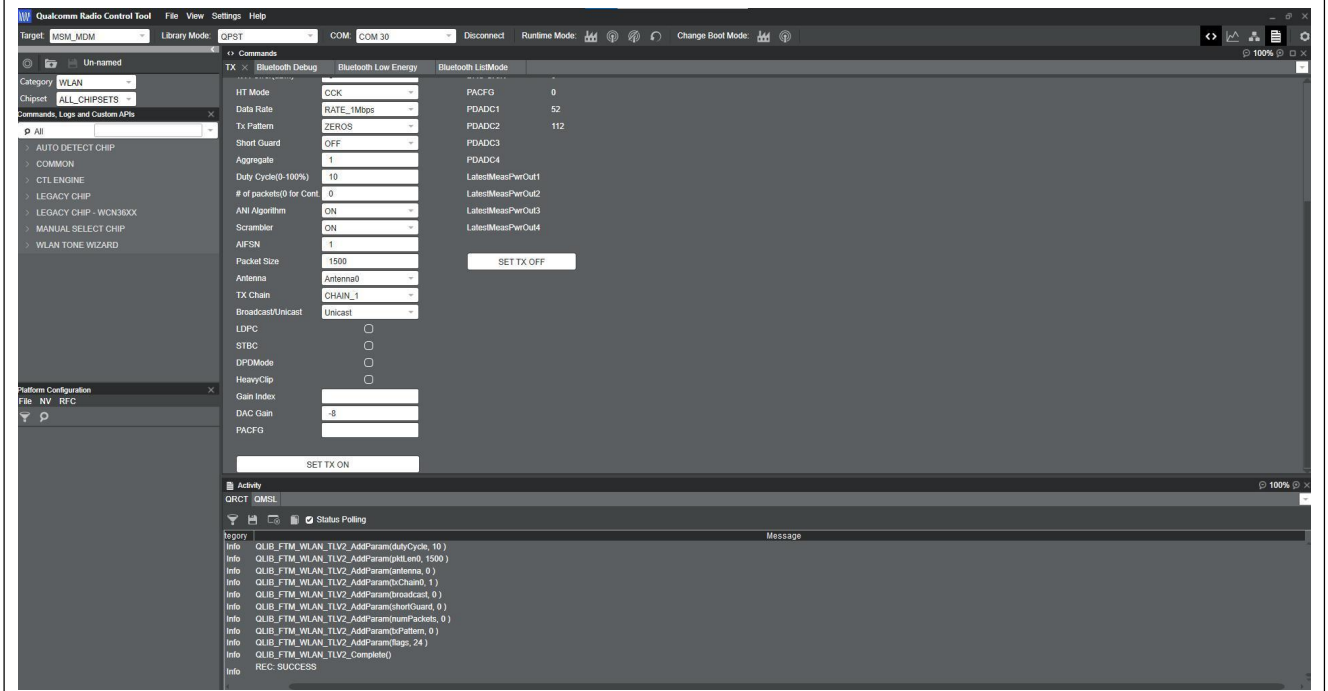 Qualcomm Radio Control Tool File View Settings Help
Target: MSM_MDM Library Mode: QPST COM: COM 30 Disconnect Runtime Mode: Change Boot Mode:
Un-named
Category WLAN
Chipset ALL_CHIPSETS
Commands, Logs and Custom APIs
All
AUTO DETECT CHIP
COMMON
CTL ENGINE
LEGACY CHIP
LEGACY CHIP - WCN36XX
MANUAL SELECT CHIP
WLAN TONE WIZARD
Platform Configuration
File NV RFC
<> Commands 100%
TX Bluetooth Debug Bluetooth Low Energy Bluetooth ListMode
HT Mode CCK PACFG 0
Data Rate RATE_1Mbps PDADC1 52
Tx Pattern ZEROS PDADC2 112
Short Guard OFF PDADC3
Aggregate 1 PDADC4
Duty Cycle(0-100%) 10 LatestMeasPwrOut1
# of packets(0 for Cont. 0 LatestMeasPwrOut2
ANI Algorithm ON LatestMeasPwrOut3
Scrambler ON LatestMeasPwrOut4
AIFSN 1
Packet Size 1500 SET TX OFF
Antenna Antenna0
TX Chain CHAIN_1
Broadcast/Unicast Unicast
LDPC
STBC
DPDMode
HeavyClip
Gain Index
DAC Gain -8
PACFG
SET TX ON
Activity 100%
QRCT QMSL
Status Polling
tegory Message
Info QLIB_FTM_WLAN_TLV2_AddParam(dutyCycle, 10 )
Info QLIB_FTM_WLAN_TLV2_AddParam(pktLen0, 1500 )
Info QLIB_FTM_WLAN_TLV2_AddParam(antenna, 0 )
Info QLIB_FTM_WLAN_TLV2_AddParam(txChain0, 1 )
Info QLIB_FTM_WLAN_TLV2_AddParam(broadcast, 0 )
Info QLIB_FTM_WLAN_TLV2_AddParam(shortGuard, 0 )
Info QLIB_FTM_WLAN_TLV2_AddParam(numPackets, 0 )
Info QLIB_FTM_WLAN_TLV2_AddParam(txPattern, 0 )
Info QLIB_FTM_WLAN_TLV2_AddParam(flags, 24 )
Info QLIB_FTM_WLAN_TLV2_Complete()
Info REC: SUCCESS